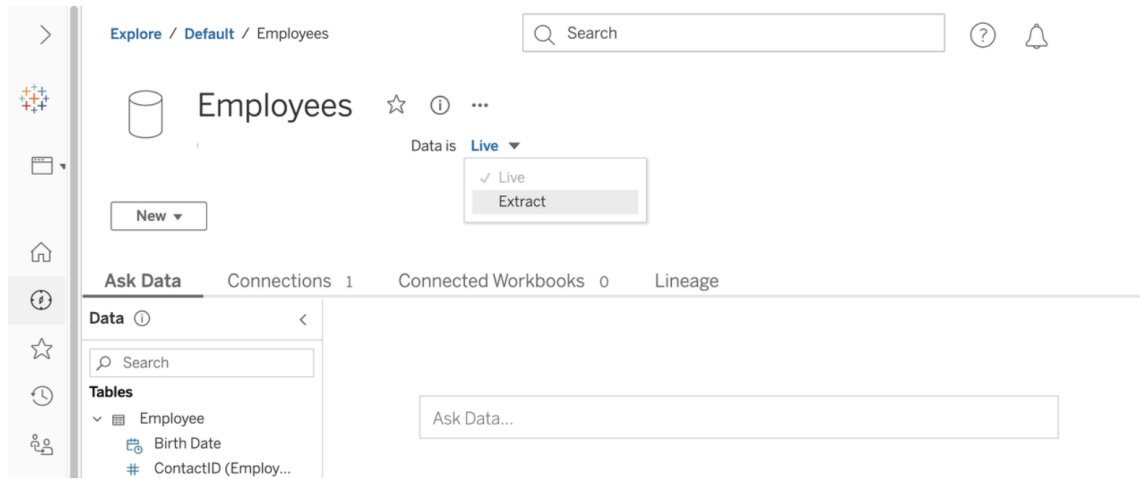 Explore / Default / Employees
Search
Employees
Data is Live
Live
Extract
New
Ask Data
Connections 1
Connected Workbooks 0
Lineage
Data
Search
Tables
Employee
Birth Date
ContactID (Employ...
Ask Data...